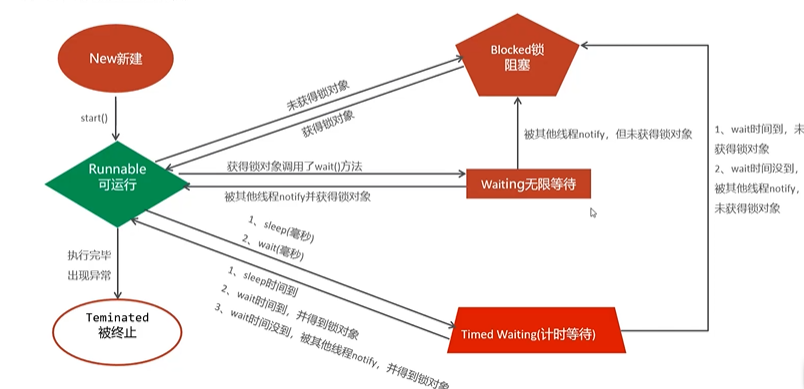 New新建
Blocked锁
阻塞
start()
未获得锁对象
获得锁对象
被其他线程notify，但未获得锁对象
1、wait时间到，未
获得锁对象
2、wait时间没到，
被其他线程notify，
未获得锁对象
Runnable
可运行
获得锁对象调用了wait()方法
Waiting无限等待
被其他线程notify并获得锁对象
1、sleep(毫秒)
2、wait(毫秒)
执行完毕
出现异常
1、sleep时间到
2、wait时间到，并得到锁对象
3、wait时间没到，被其他线程notify，并得到锁对象
Teminated
被终止
Timed Waiting(计时等待)